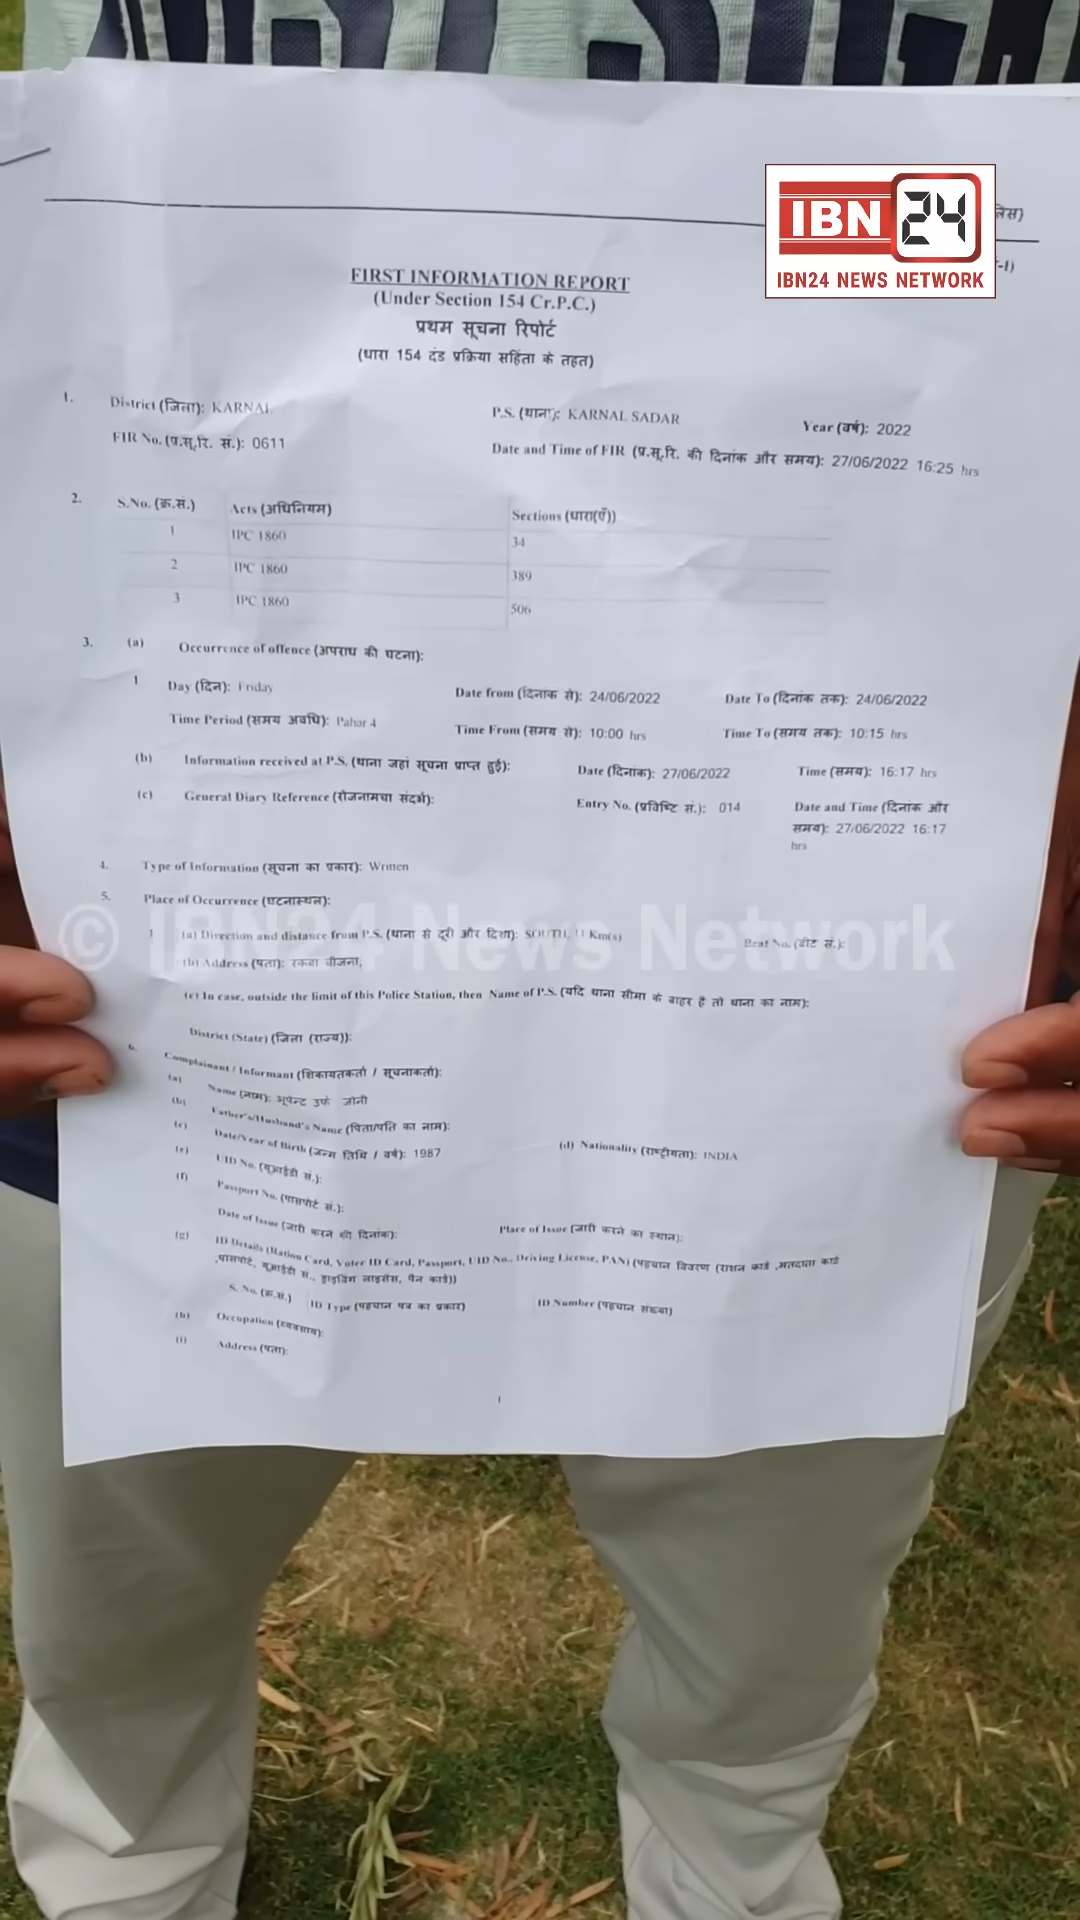 IBN 24
IBN24 NEWS NETWORK
FIRST INFORMATION REPORT
(Under Section 154 Cr.P.C.)
प्रथम सूचना रिपोर्ट
(धारा 154 दंड प्रक्रिया सहिंता के तहत)
1. District (जिला): KARNAL P.S. (थाना): KARNAL SADAR Year (वर्ष): 2022
FIR No. (प्र.सू.रि. सं.): 0611 Date and Time of FIR (प्र.सू.रि. की दिनांक और समय): 27/06/2022 16:25 hrs
2. S.No. (क्र.सं.) Acts (अधिनियम) Sections (धारा(एँ))
1 IPC 1860 34
2 IPC 1860 389
3 IPC 1860 506
3. (a) Occurrence of offence (अपराध की घटना):
1 Day (दिन): Friday Date from (दिनांक से): 24/06/2022 Date To (दिनांक तक): 24/06/2022
Time Period (समय अवधि): Pahar 4 Time From (समय से): 10:00 hrs Time To (समय तक): 10:15 hrs
(b) Information received at P.S. (थाना जहां सूचना प्राप्त हुई): Date (दिनांक): 27/06/2022 Time (समय): 16:17 hrs
(c) General Diary Reference (रोजनामचा संदर्भ): Entry No. (प्रविष्टि सं.): 014 Date and Time (दिनांक और
समय): 27/06/2022 16:17
hrs
4. Type of Information (सूचना का प्रकार): Written
5. Place of Occurrence (घटनास्थल):
© IBN24 News Network
1 (a) Direction and distance from P.S. (थाना से दूरी और दिशा): SOUTH, 11 Km(s) Beat No. (बीट सं.):
(b) Address (पता): रकबा बीजना,
(c) In case, outside the limit of this Police Station, then Name of P.S. (यदि थाना सीमा के बाहर है तो थाना का नाम):
District (State) (जिला (राज्य)):
6. Complainant / Informant (शिकायतकर्ता / सूचनाकर्ता):
(a) Name (नाम): भूपेन्द्र उर्फ जोनी
(b) Father's/Husband's Name (पिता/पति का नाम):
(c) Date/Year of Birth (जन्म तिथि / वर्ष): 1987 (d) Nationality (राष्ट्रीयता): INDIA
(e) UID No. (यूआईडी सं.):
(f) Passport No. (पासपोर्ट सं.):
Date of Issue (जारी करने की दिनांक): Place of Issue (जारी करने का स्थान):
(g) ID Details (Ration Card, Voter ID Card, Passport, UID No., Driving License, PAN) (पहचान विवरण (राशन कार्ड ,मतदाता कार्ड
,पासपोर्ट, यूआईडी सं., ड्राइविंग लाइसेंस, पैन कार्ड))
S. No. (क्र.सं.) ID Type (पहचान पत्र का प्रकार) ID Number (पहचान संख्या)
(h) Occupation (व्यवसाय):
(i) Address (पता):
1